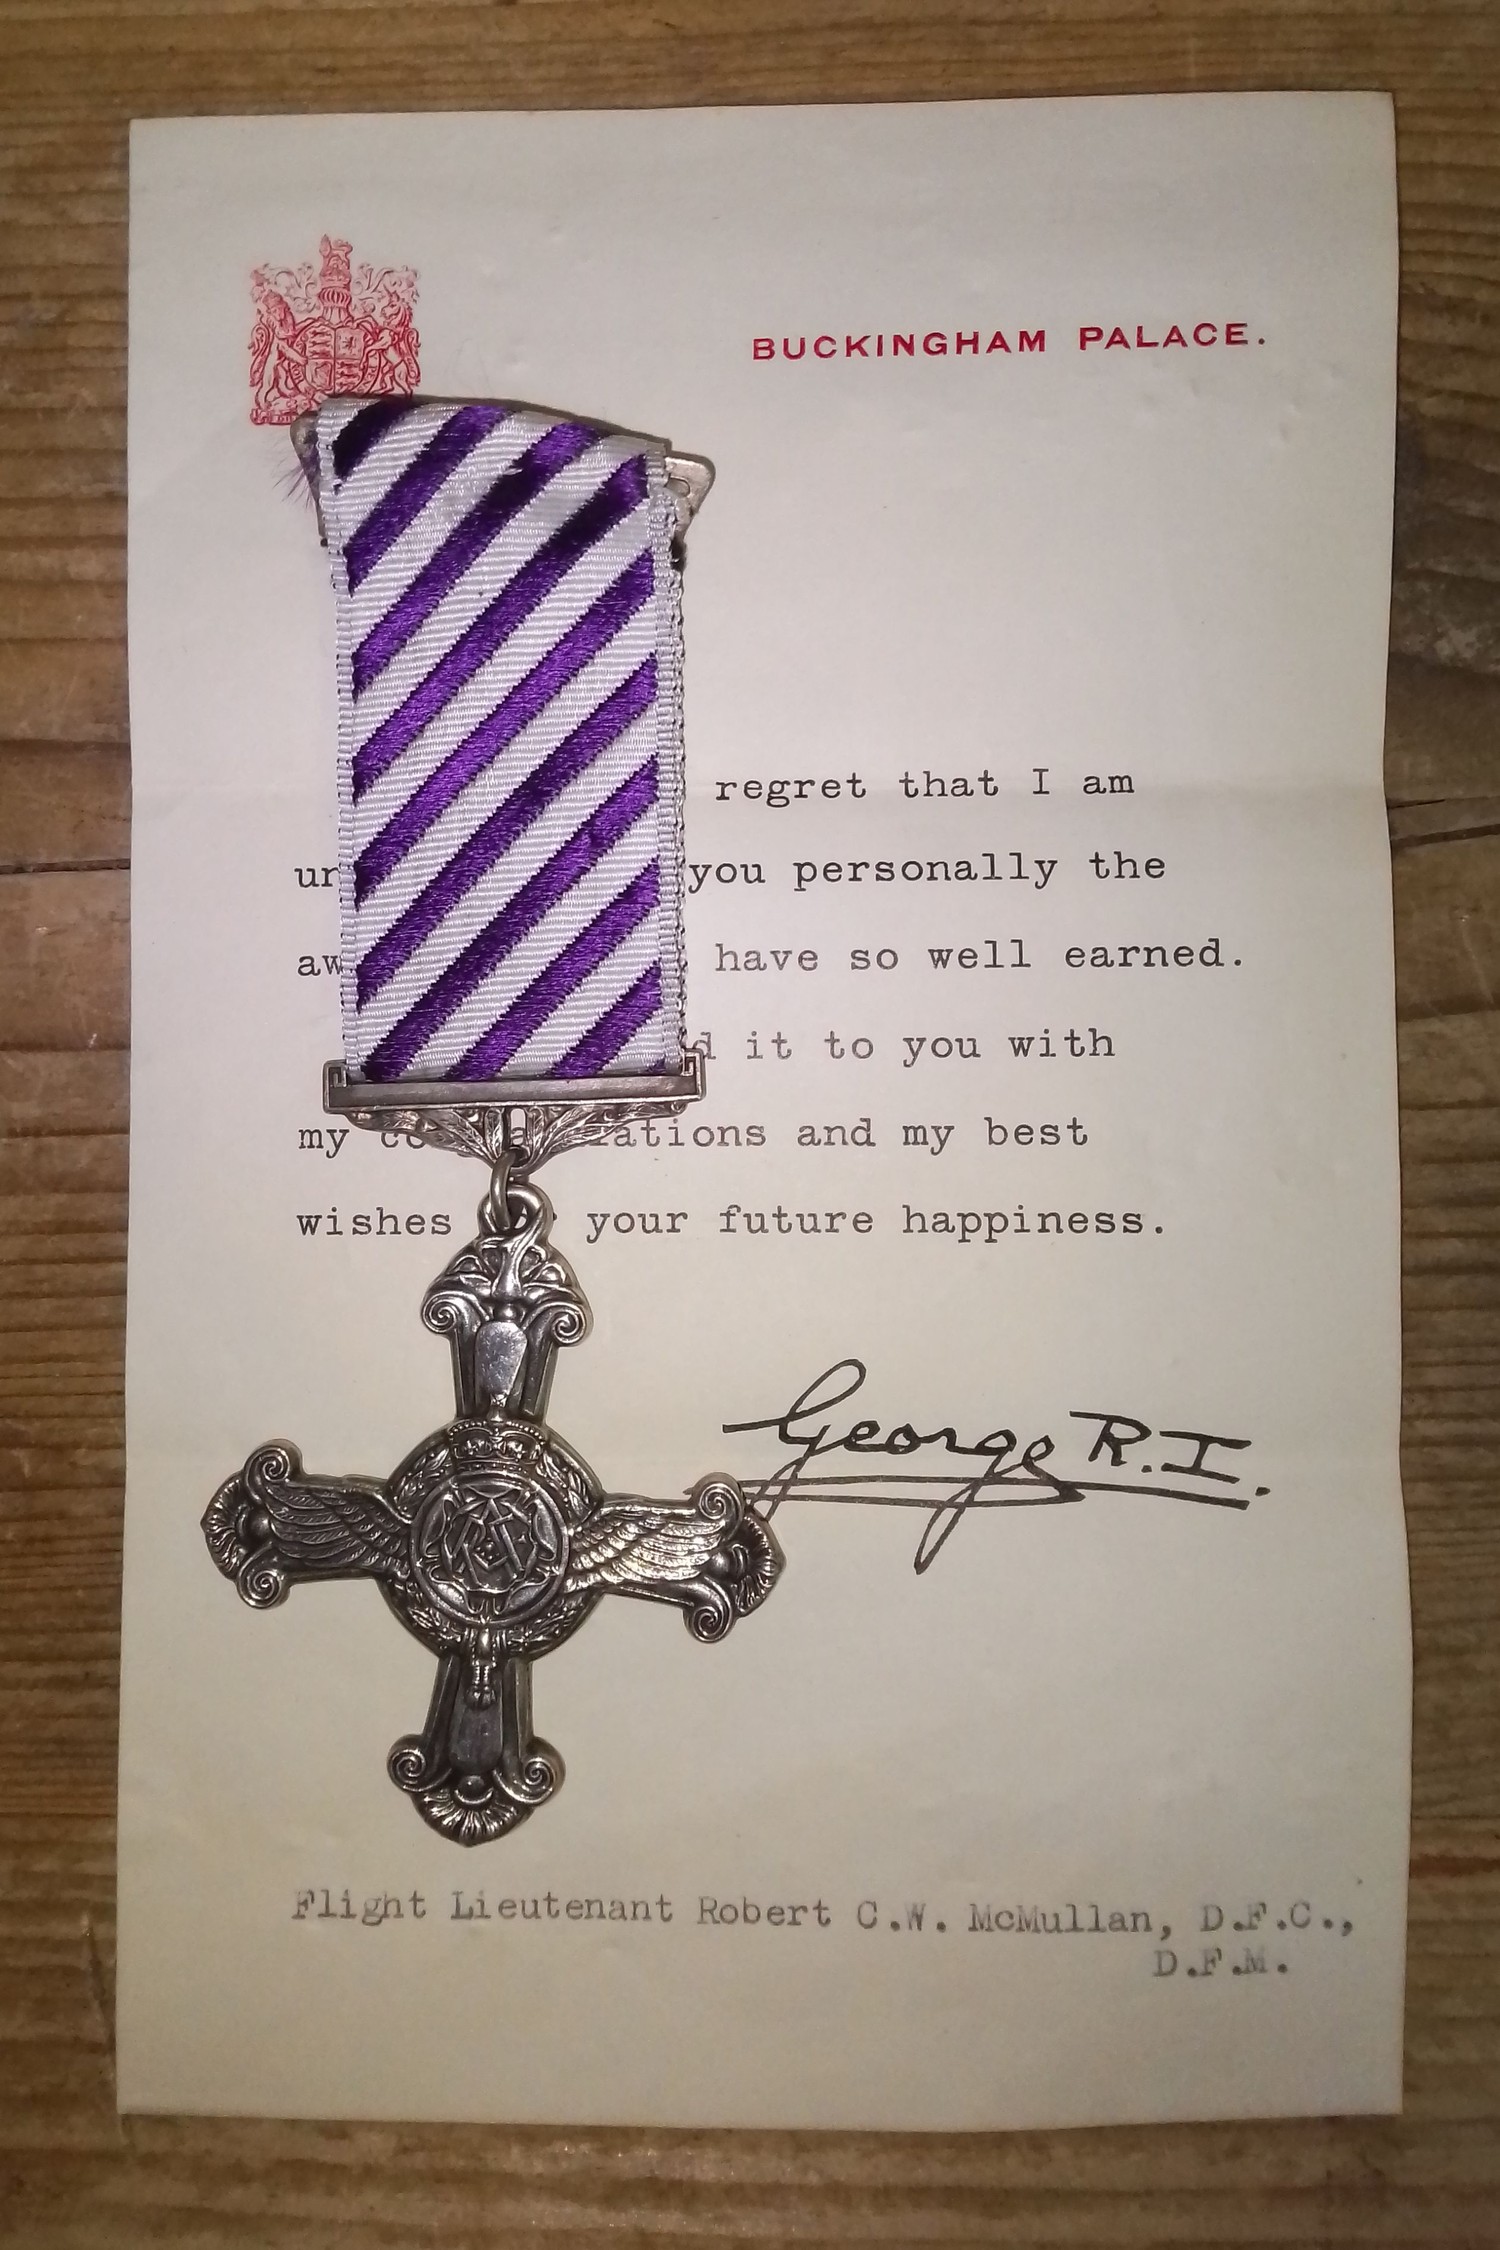 BUCKINGHAM PALACE.
regret that I am
you personally the
have so well earned.
it to you with
my and my best
wishes your future happiness.
George R.I.
Flight Lieutenant Robert C.W. McMullan, D.F.C.,
D.F.M.